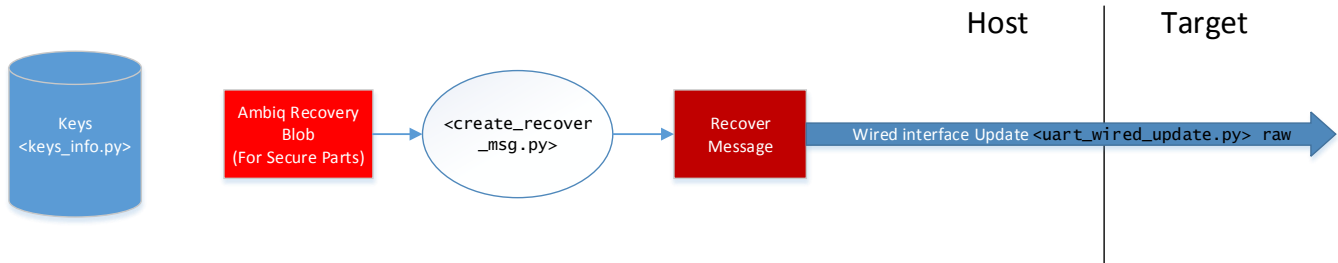 Host
Target
Keys
<keys_info.py>
Ambiq Recovery
Blob
(For Secure Parts)
<create_recover
_msg.py>
Recover
Message
Wired interface Update <uart_wired_update.py> raw